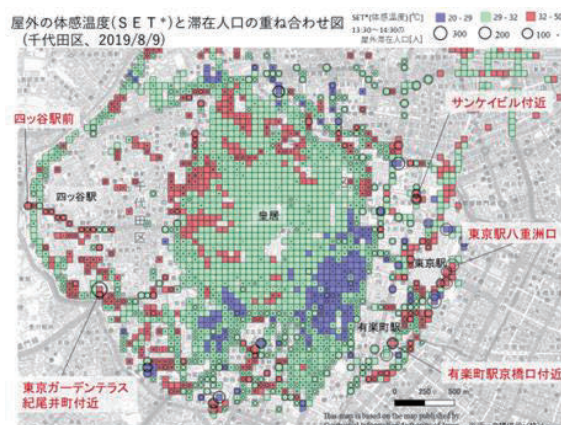 屋外の体感温度(SET*)と滞在人口の重ね合わせ図
(千代田区、2019/8/9)
SET*(体感温度)[℃] 20 - 29 29 - 32 32 - 50
13:30~14:30の
屋外滞在人口[人] 300 200 100
サンケイビル付近
四ッ谷駅前
四ッ谷駅
千代田区
皇居
東京駅八重洲口
東京駅
有楽町駅
東京ガーデンテラス
紀尾井町付近
有楽町駅京橋口付近
0 250 500 m
This map is based on the map published by